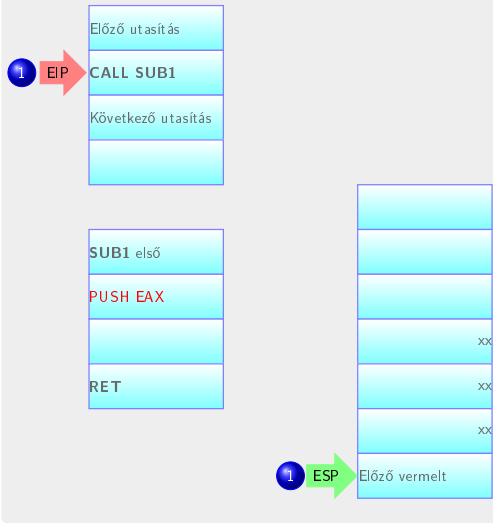 Előző utasítás
1 EIP CALL SUB1
Következő utasítás
SUB1 első
PUSH EAX
RET
xx
xx
xx
1 ESP Előző vermelt